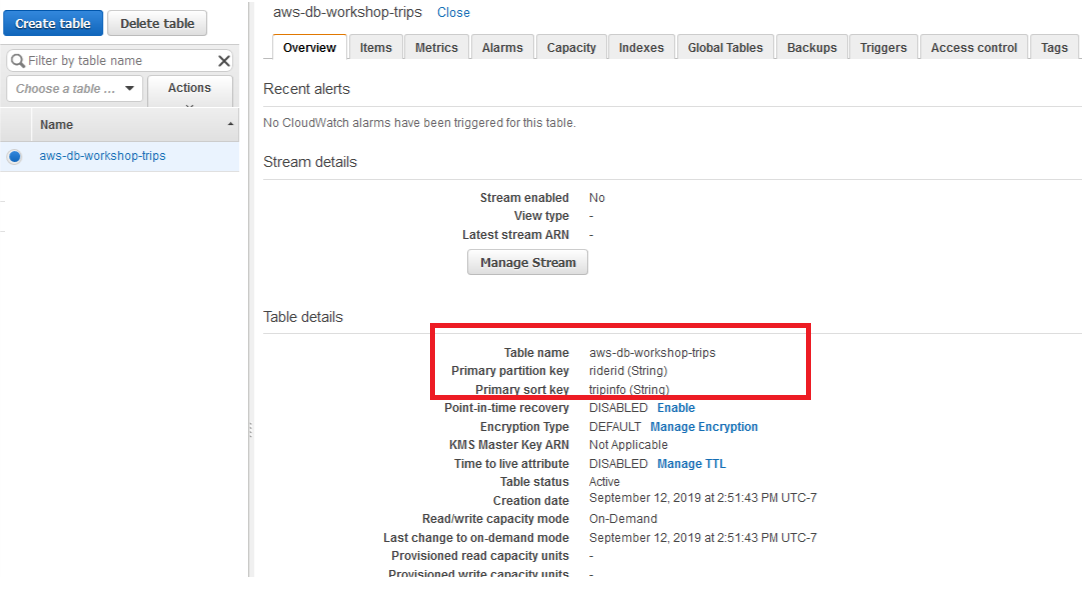 Create table Delete table
Filter by table name
Choose a table ... Actions
Name
aws-db-workshop-trips
aws-db-workshop-trips Close
Overview Items Metrics Alarms Capacity Indexes Global Tables Backups Triggers Access control Tags
Recent alerts
No CloudWatch alarms have been triggered for this table.
Stream details
Stream enabled No
View type -
Latest stream ARN -
Manage Stream
Table details
Table name aws-db-workshop-trips
Primary partition key riderid (String)
Primary sort key tripinfo (String)
Point-in-time recovery DISABLED Enable
Encryption Type DEFAULT Manage Encryption
KMS Master Key ARN Not Applicable
Time to live attribute DISABLED Manage TTL
Table status Active
Creation date September 12, 2019 at 2:51:43 PM UTC-7
Read/write capacity mode On-Demand
Last change to on-demand mode September 12, 2019 at 2:51:43 PM UTC-7
Provisioned read capacity units -
Provisioned write capacity units -